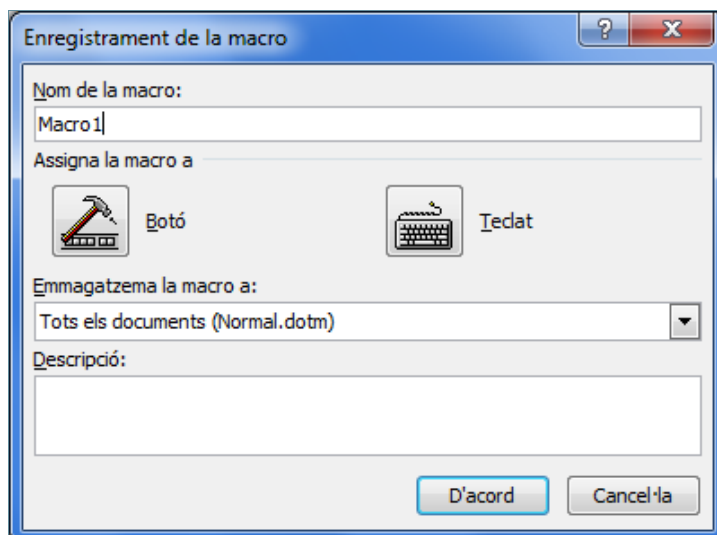 Enregistrament de la macro
Nom de la macro:
Macro1
Assigna la macro a
Botó
Teclat
Emmagatzema la macro a:
Tots els documents (Normal.dotm)
Descripció:
D'acord
Cancel·la